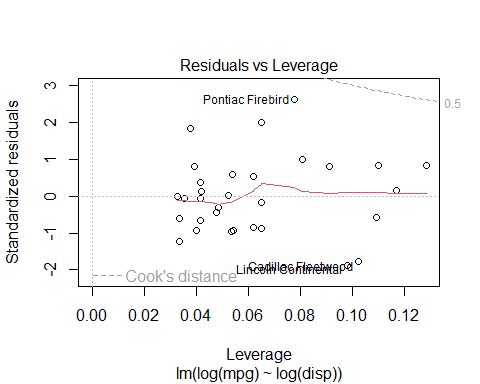 Residuals vs Leverage
Standardized residuals
3
2
1
0
-1
-2
Pontiac Firebird
0.5
Cadillac Fleetwood
Lincoln Continental
Cook's distance
0.00
0.02
0.04
0.06
0.08
0.10
0.12
Leverage
lm(log(mpg) ~ log(disp))